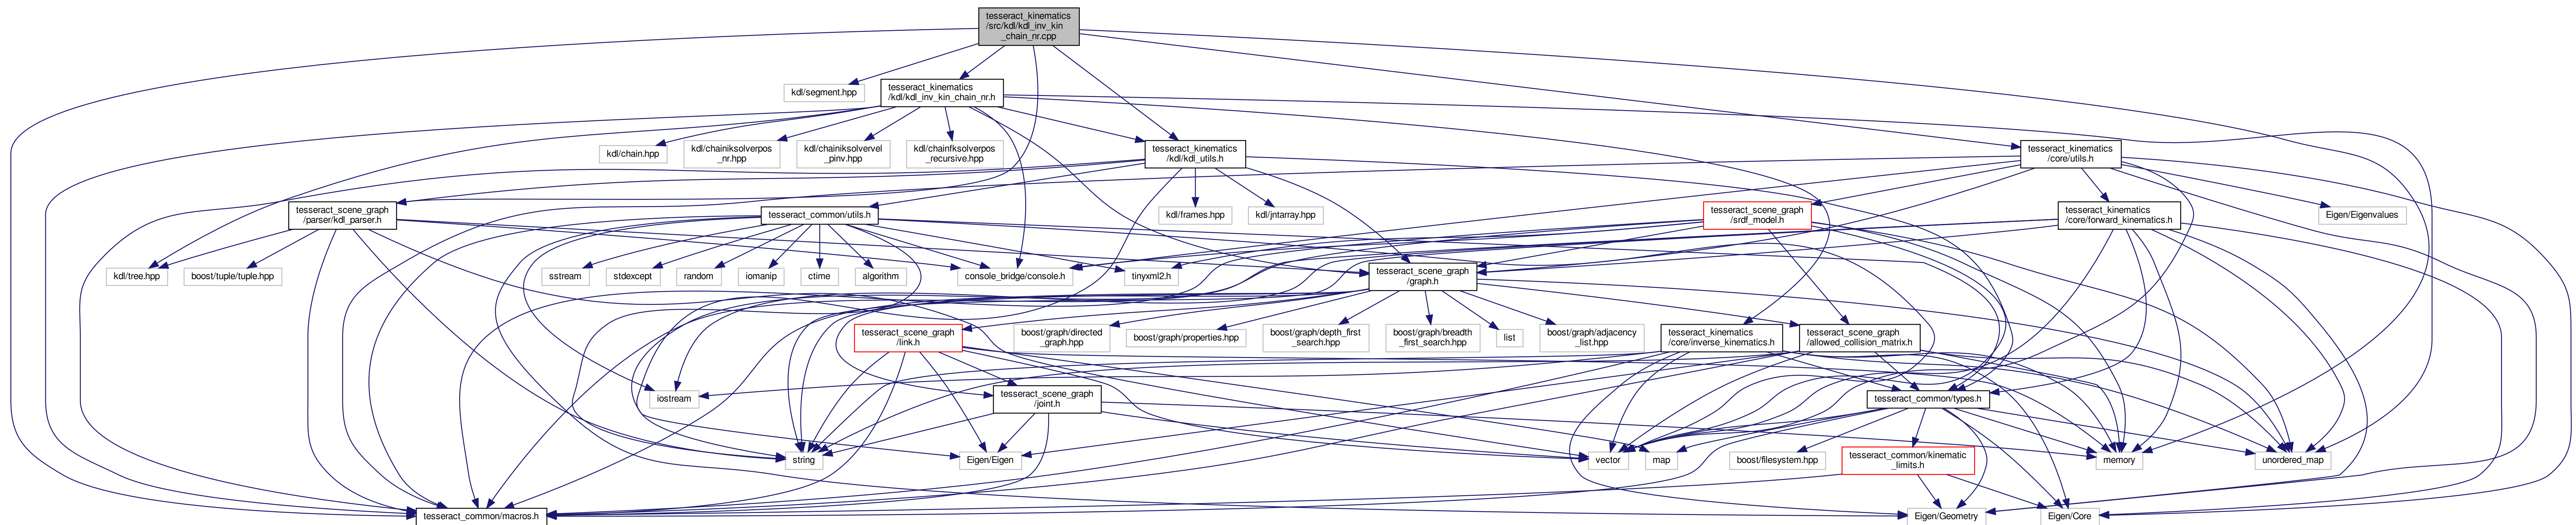 tesseract_kinematics
/src/kdl/kdl_inv_kin
_chain_nr.cpp
kdl/segment.hpp
tesseract_kinematics
/kdl/kdl_inv_kin_chain_nr.h
kdl/chain.hpp
kdl/chainiksolverpos
_nr.hpp
kdl/chainiksolvervel
_pinv.hpp
kdl/chainfksolverpos
_recursive.hpp
tesseract_kinematics
/kdl/kdl_utils.h
tesseract_kinematics
/core/utils.h
tesseract_scene_graph
/parser/kdl_parser.h
tesseract_common/utils.h
kdl/frames.hpp
kdl/jntarray.hpp
tesseract_scene_graph
/srdf_model.h
tesseract_kinematics
/core/forward_kinematics.h
Eigen/Eigenvalues
kdl/tree.hpp
boost/tuple/tuple.hpp
sstream
stdexcept
random
iomanip
ctime
algorithm
console_bridge/console.h
tinyxml2.h
tesseract_scene_graph
/graph.h
tesseract_scene_graph
/link.h
boost/graph/directed
_graph.hpp
boost/graph/properties.hpp
boost/graph/depth_first
_search.hpp
boost/graph/breadth
_first_search.hpp
list
boost/graph/adjacency
_list.hpp
tesseract_kinematics
/core/inverse_kinematics.h
tesseract_scene_graph
/allowed_collision_matrix.h
iostream
tesseract_scene_graph
/joint.h
tesseract_common/types.h
string
Eigen/Eigen
vector
map
boost/filesystem.hpp
tesseract_common/kinematic
_limits.h
memory
unordered_map
tesseract_common/macros.h
Eigen/Geometry
Eigen/Core